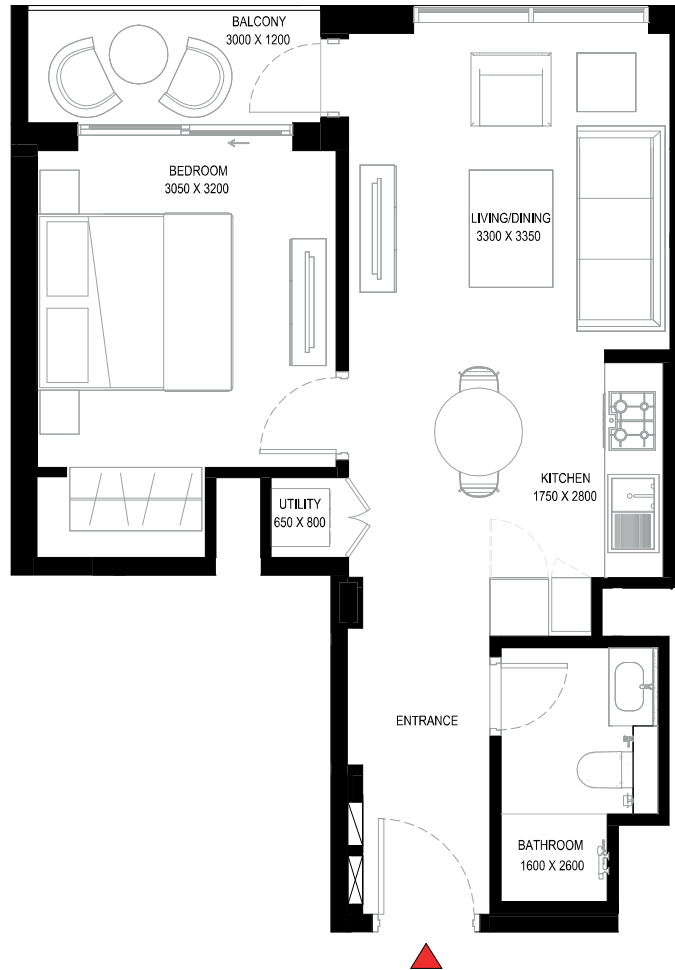 BALCONY
3000 X 1200
BEDROOM
3050 X 3200
LIVING/DINING
3300 X 3350
KITCHEN
1750 X 2800
UTILITY
650 X 800
ENTRANCE
BATHROOM
1600 X 2600